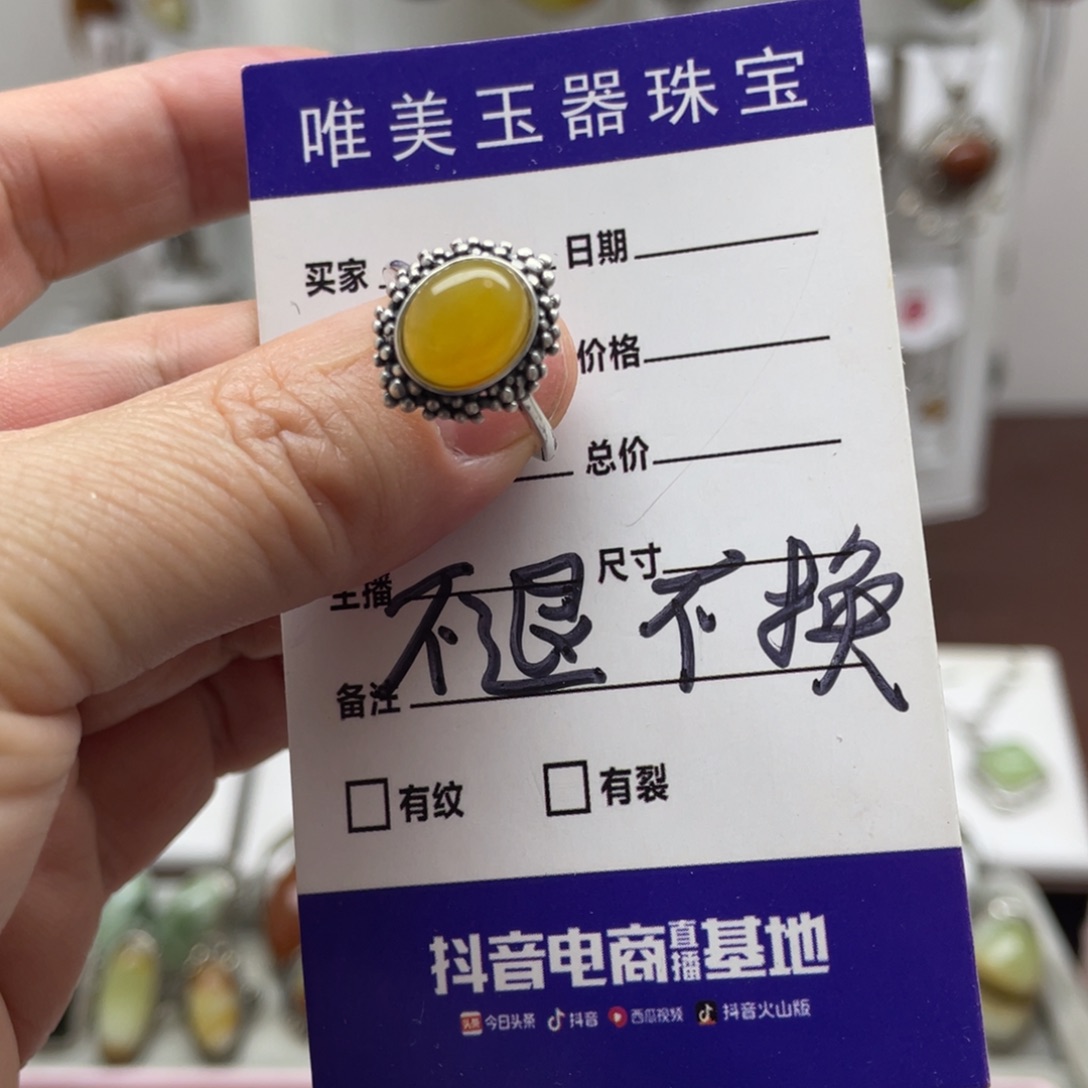 唯美玉器珠宝
买家 日期
价格
总价
主播 尺寸
不退不换
备注
有纹 有裂
抖音电商直播基地
头条 今日头条 抖音 西瓜视频 抖音火山版